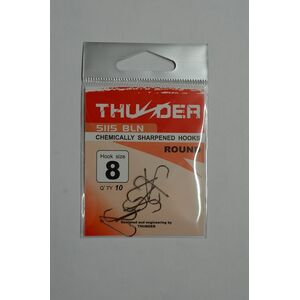 THUNDER
5115 BLN
CHEMICALLY SHARPENED HOOKS
ROUND
Hook size
8
Q'TY 10
Designed and engineering by
THUNDER